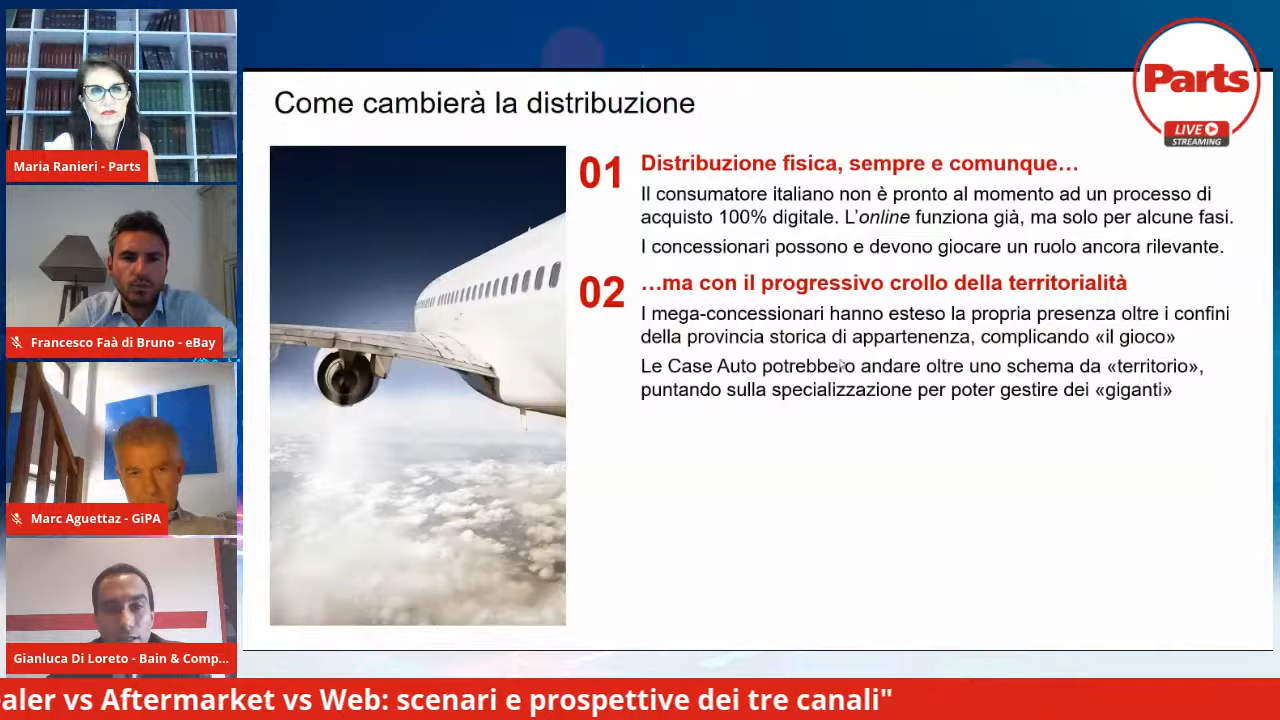 Maria Ranieri - Parts
Francesco Faà di Bruno - eBay
Marc Aguettaz - GiPA
Gianluca Di Loreto - Bain & Comp...
Come cambierà la distribuzione
Parts
LIVE
STREAMING
01
Distribuzione fisica, sempre e comunque…
Il consumatore italiano non è pronto al momento ad un processo di
acquisto 100% digitale. L’online funziona già, ma solo per alcune fasi.
I concessionari possono e devono giocare un ruolo ancora rilevante.
02
…ma con il progressivo crollo della territorialità
I mega-concessionari hanno esteso la propria presenza oltre i confini
della provincia storica di appartenenza, complicando «il gioco»
Le Case Auto potrebbero andare oltre uno schema da «territorio»,
puntando sulla specializzazione per poter gestire dei «giganti»
aler vs Aftermarket vs Web: scenari e prospettive dei tre canali"